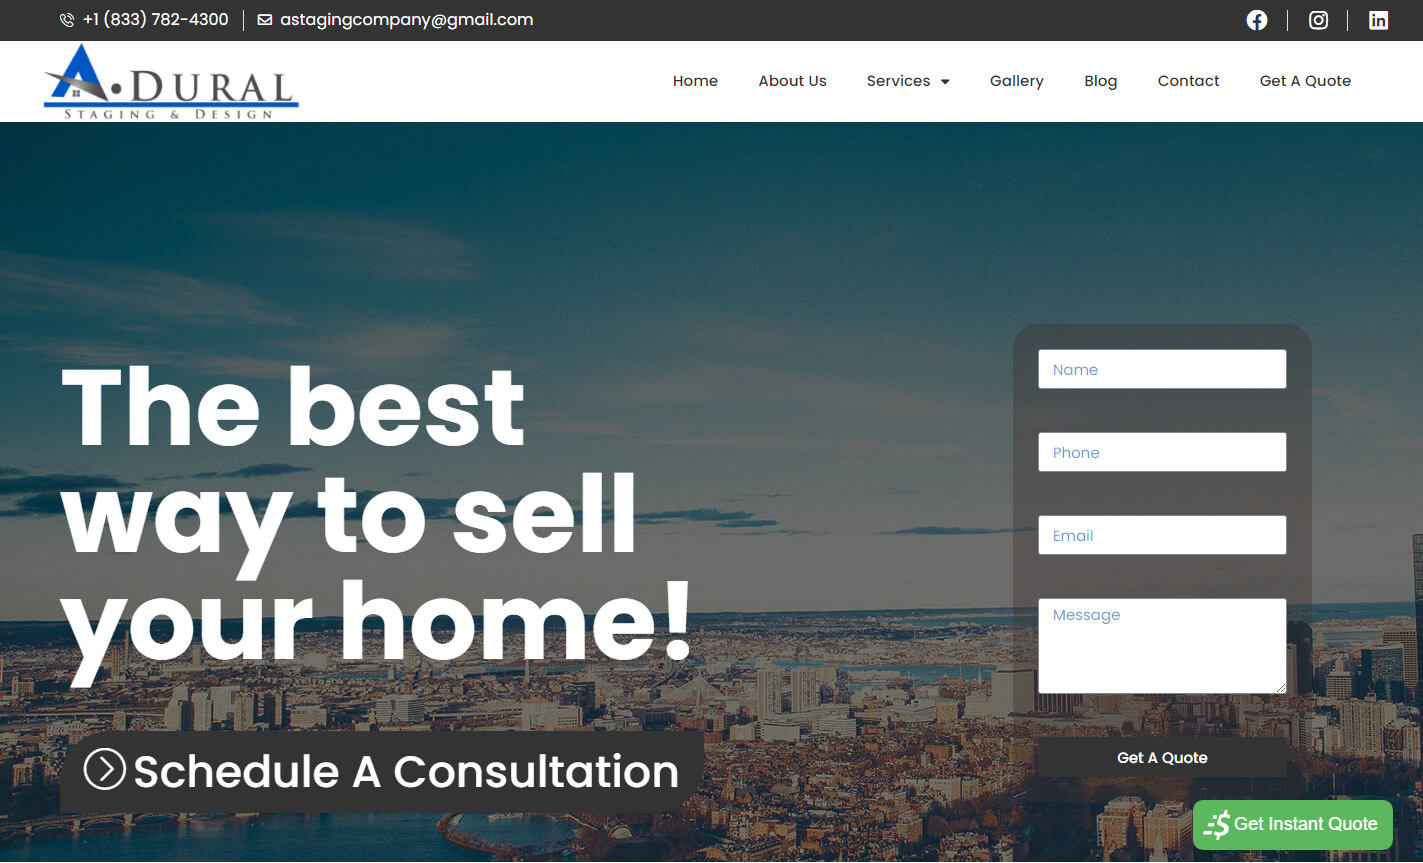 +1 (833) 782-4300
astagingcompany@gmail.com
A·DURAL
STAGING & DESIGN
Home
About Us
Services
Gallery
Blog
Contact
Get A Quote
The best
way to sell
your home!
Schedule A Consultation
Name
Phone
Email
Message
Get A Quote
Get Instant Quote